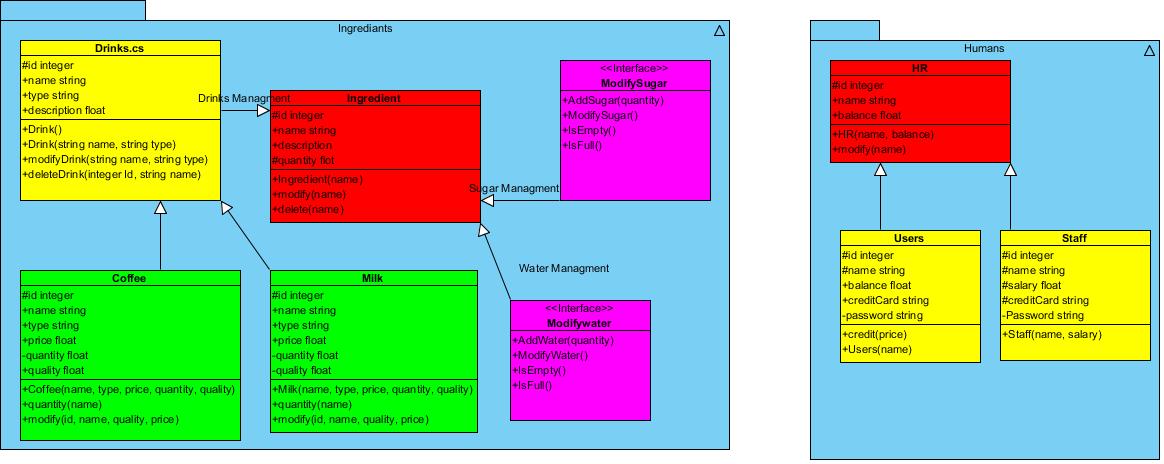 Ingrediants
Drinks.cs
#id integer
+name string
+type string
+description float
+Drink()
+Drink(string name, string type)
+modifyDrink(string name, string type)
+deleteDrink(integer Id, string name)
Drinks Managment
Ingredient
#id integer
+name string
+description
#quantity flot
+Ingredient(name)
+modify(name)
+delete(name)
<<Interface>>
ModifySugar
+AddSugar(quantity)
+ModifySugar()
+IsEmpty()
+IsFull()
Sugar Managment
Water Managment
Coffee
#id integer
+name string
+type string
+price float
-quantity float
+quality float
+Coffee(name, type, price, quantity, quality)
+quantity(name)
+modify(id, name, quality, price)
Milk
#id integer
+name string
+type string
+price float
-quantity float
-quality float
+Milk(name, type, price, quantity, quality)
+quantity(name)
+modify(id, name, quality, price)
<<Interface>>
Modifywater
+AddWater(quantity)
+ModifyWater()
+IsEmpty()
+IsFull()
Humans
HR
#id integer
+name string
+balance float
+HR(name, balance)
+modify(name)
Users
#id integer
#name string
+balance float
+creditCard string
-password string
+credit(price)
+Users(name)
Staff
#id integer
#name string
#salary float
#creditCard string
-Password string
+Staff(name, salary)